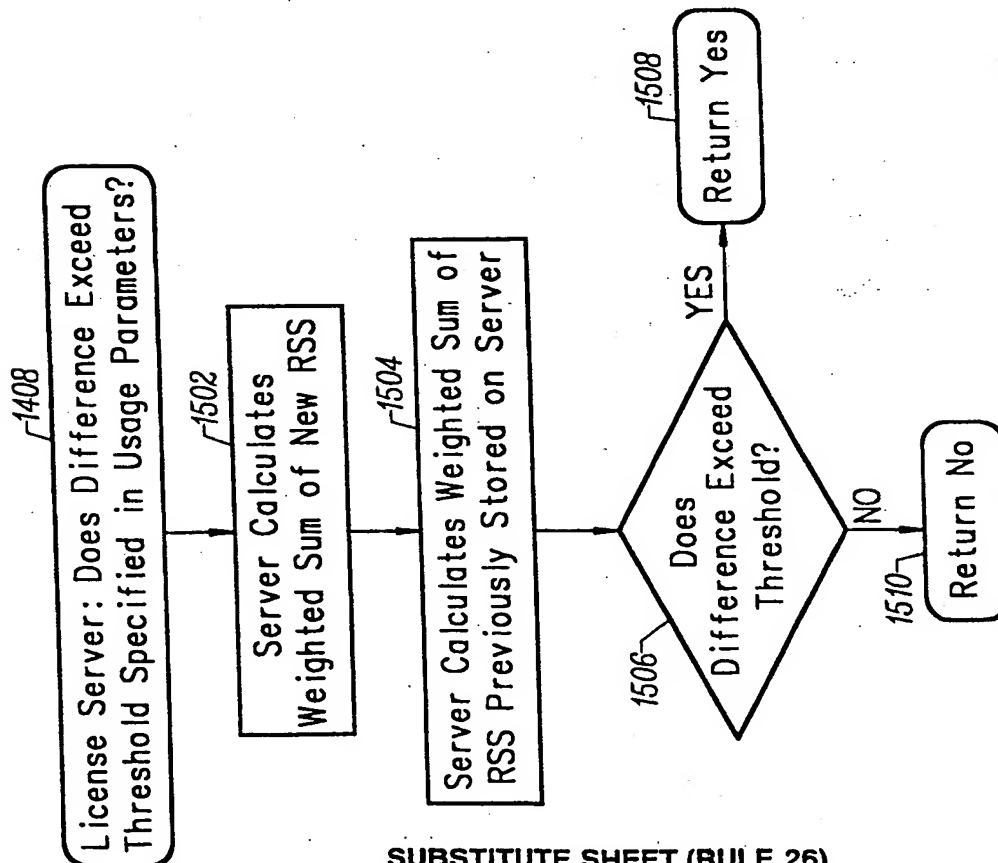 1408
License Server: Does Difference Exceed
Threshold Specified in Usage Parameters?
1502
Server Calculates
Weighted Sum of New RSS
1504
Server Calculates Weighted Sum of
RSS Previously Stored on Server
1506
Does
Difference Exceed
Threshold?
YES
1508
Return Yes
NO
1510
Return No
SUBSTITUTE SHEET (RULE 26)